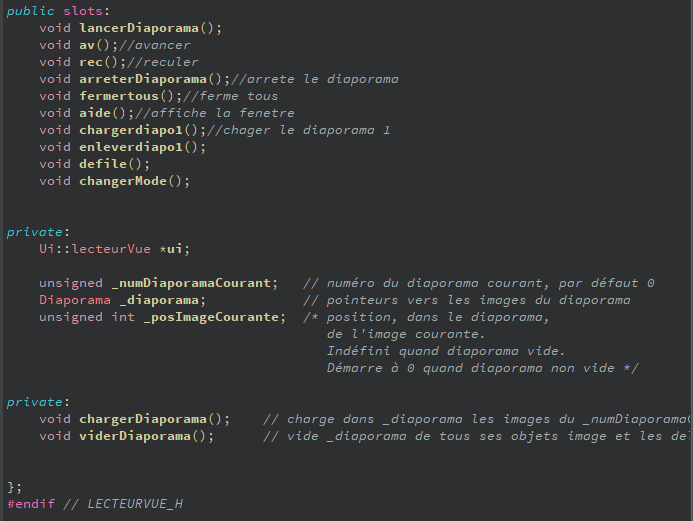 public slots:
    void lancerDiaporama();
    void av();//avancer
    void rec();//reculer
    void arreterDiaporama();//arrete le diaporama
    void fermertous();//ferme tous
    void aide();//affiche la fenetre
    void chargerdiapo1();//chager le diaporama 1
    void enleverdiapo1();
    void defile();
    void changerMode();
private:
    Ui::lecteurVue *ui;
    unsigned _numDiaporamaCourant;   // numéro du diaporama courant, par défaut 0
    Diaporama _diaporama;            // pointeurs vers les images du diaporama
    unsigned int _posImageCourante;  /* position, dans le diaporama,
                                        de l'image courante.
                                        Indéfini quand diaporama vide.
                                        Démarre à 0 quand diaporama non vide */
private:
    void chargerDiaporama();    // charge dans _diaporama les images du _numDiaporama
    void viderDiaporama();      // vide _diaporama de tous ses objets image et les de
};
#endif // LECTEURVUE_H